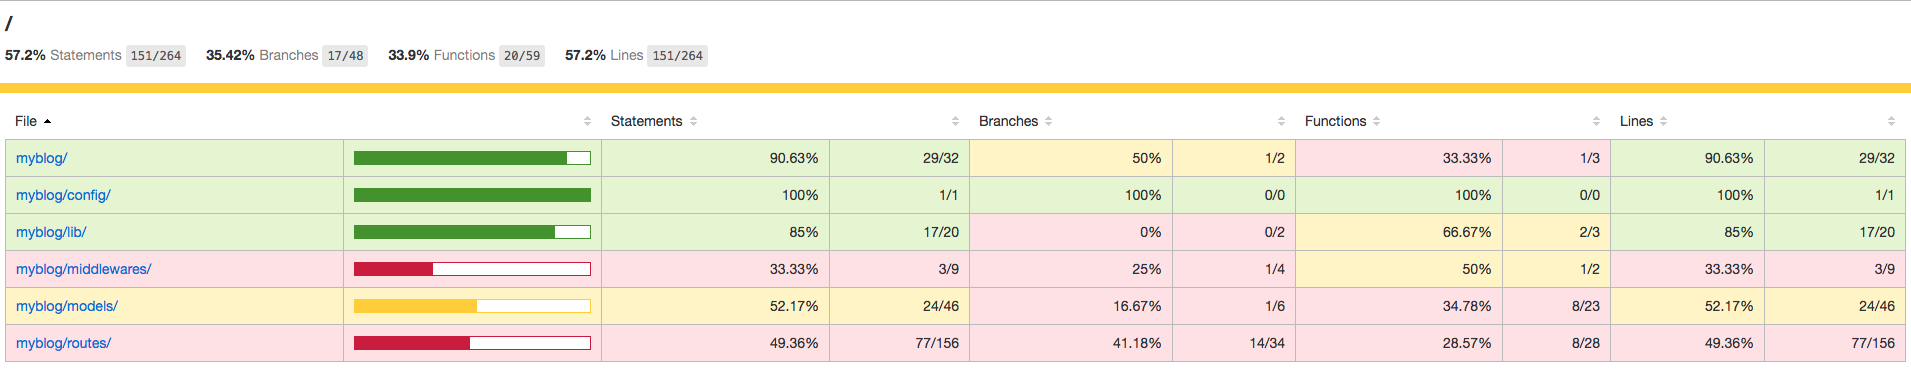 /
57.2% Statements 151/264 35.42% Branches 17/48 33.9% Functions 20/59 57.2% Lines 151/264
File Statements Branches Functions Lines
myblog/ 90.63% 29/32 50% 1/2 33.33% 1/3 90.63% 29/32
myblog/config/ 100% 1/1 100% 0/0 100% 0/0 100% 1/1
myblog/lib/ 85% 17/20 0% 0/2 66.67% 2/3 85% 17/20
myblog/middlewares/ 33.33% 3/9 25% 1/4 50% 1/2 33.33% 3/9
myblog/models/ 52.17% 24/46 16.67% 1/6 34.78% 8/23 52.17% 24/46
myblog/routes/ 49.36% 77/156 41.18% 14/34 28.57% 8/28 49.36% 77/156